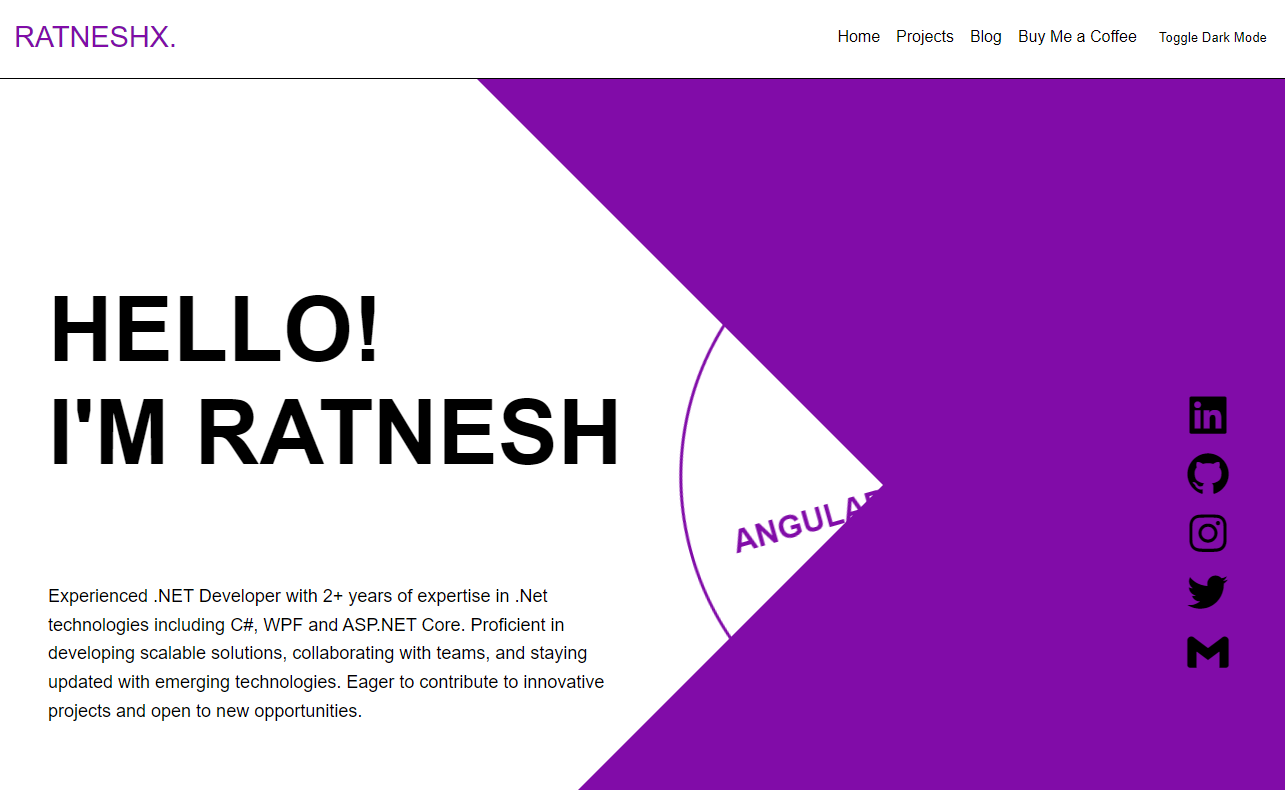 RATNESHX.
Home Projects Blog Buy Me a Coffee Toggle Dark Mode
HELLO!
I'M RATNESH
ANGULAR
Experienced .NET Developer with 2+ years of expertise in .Net
technologies including C#, WPF and ASP.NET Core. Proficient in
developing scalable solutions, collaborating with teams, and staying
updated with emerging technologies. Eager to contribute to innovative
projects and open to new opportunities.